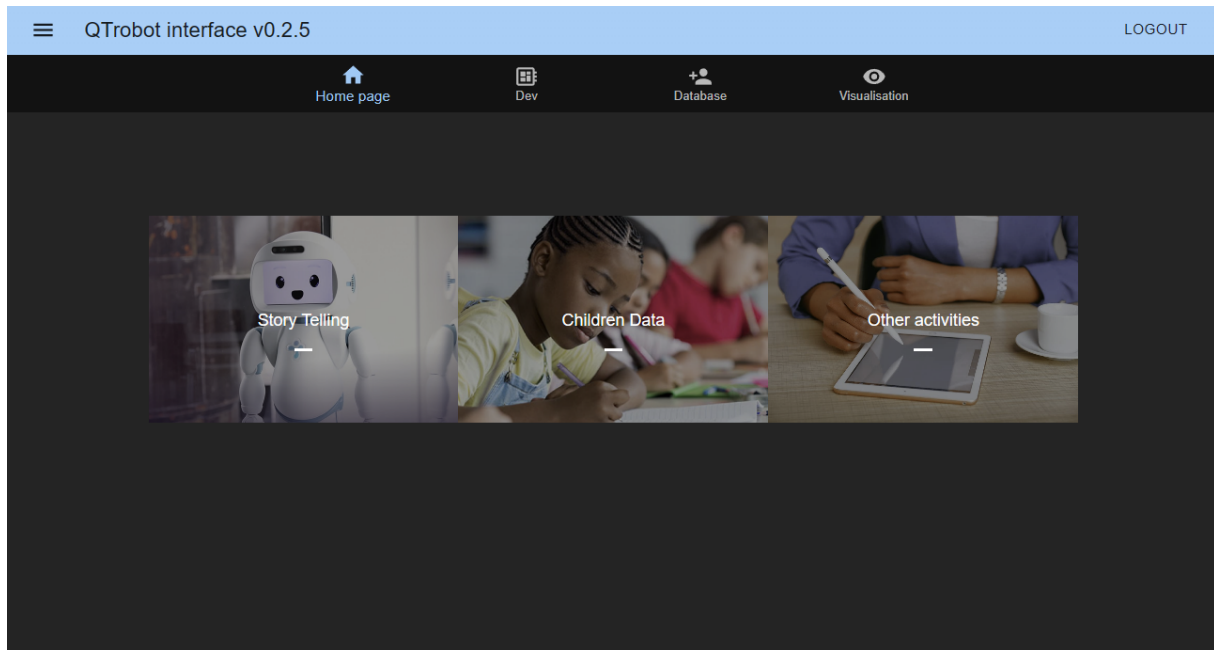 QTrobot interface v0.2.5
LOGOUT
Home page
Dev
Database
Visualisation
Story Telling
Children Data
Other activities